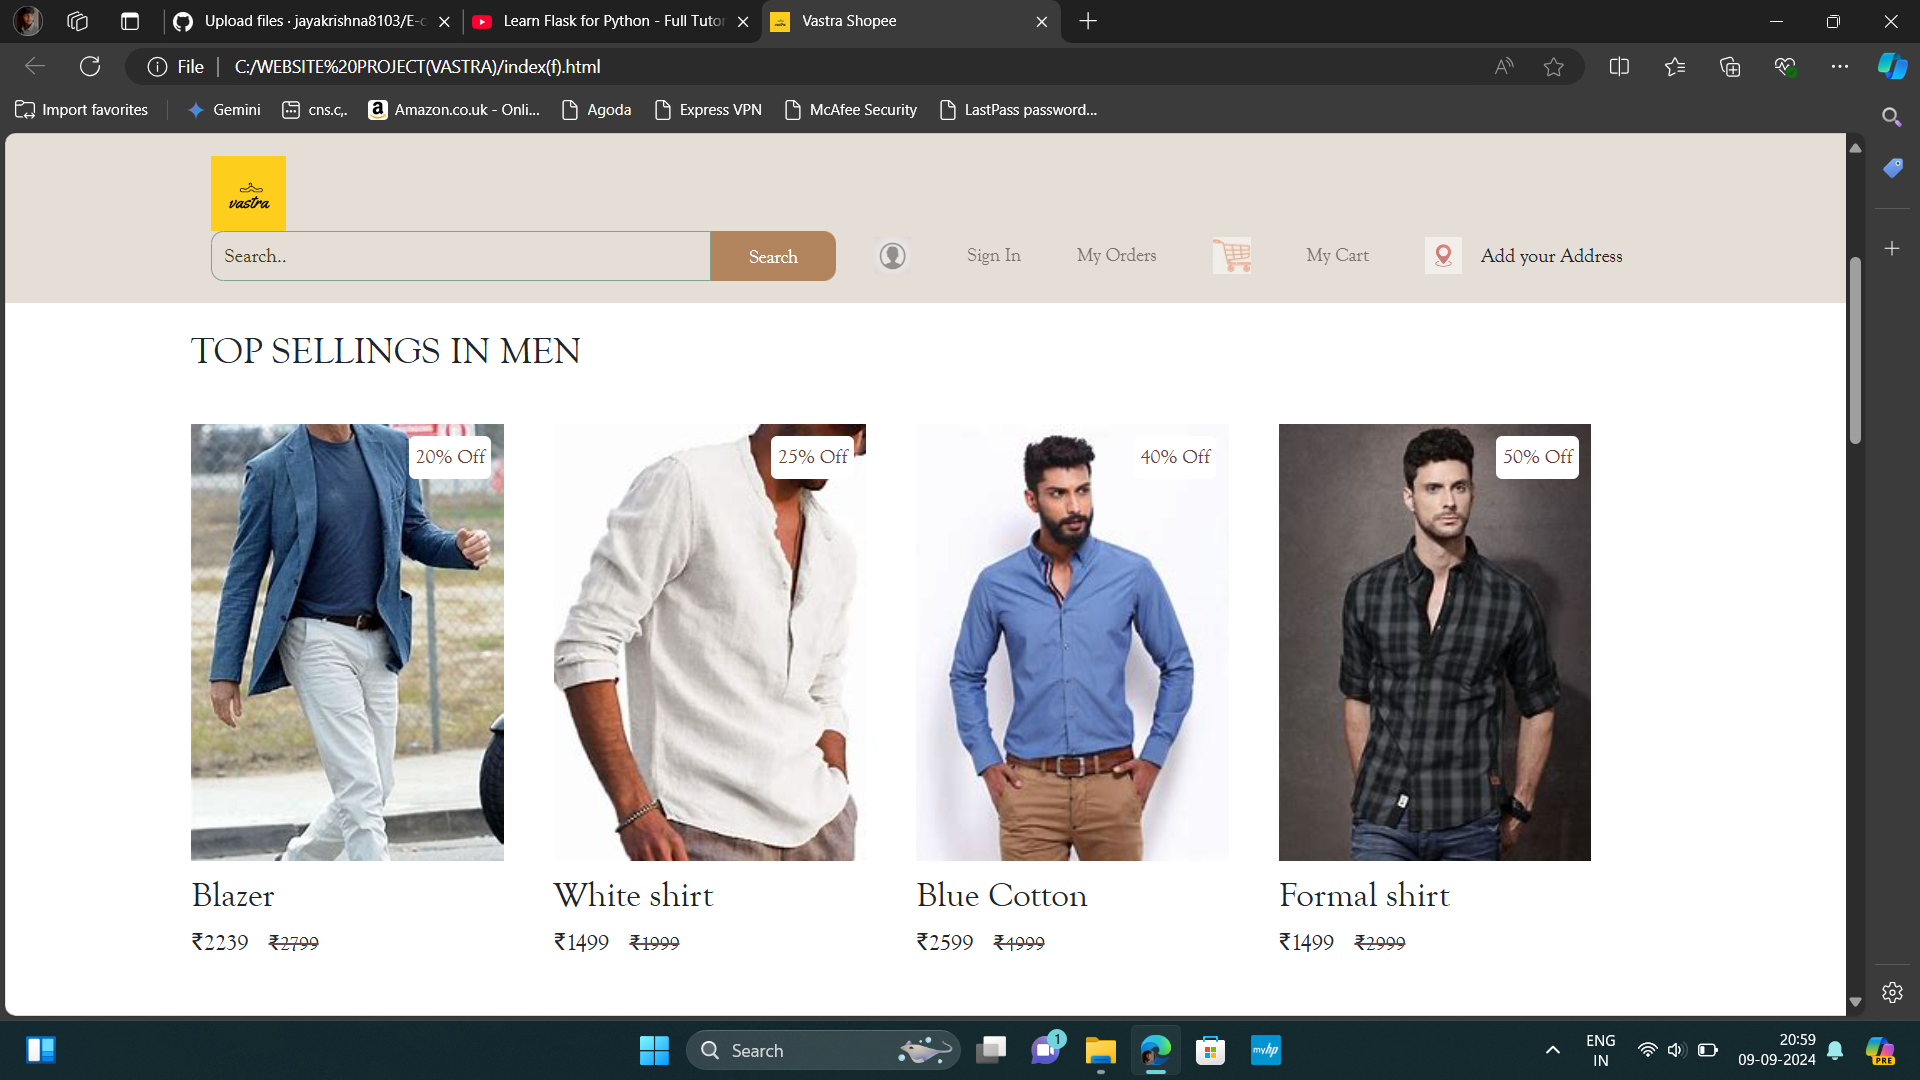 Upload files · jayakrishna8103/E-c
Learn Flask for Python - Full Tutor
Vastra Shopee
File
C:/WEBSITE%20PROJECT(VASTRA)/index(f).html
Import favorites
Gemini
cns.c,.
Amazon.co.uk - Onli...
Agoda
Express VPN
McAfee Security
LastPass password...
vastra
Search..
Search
Sign In
My Orders
My Cart
Add your Address
TOP SELLINGS IN MEN
20% Off
25% Off
40% Off
50% Off
Blazer
White shirt
Blue Cotton
Formal shirt
₹2239 ₹2799
₹1499 ₹1999
₹2599 ₹4999
₹1499 ₹2999
Search
1
myhp
ENG
IN
20:59
09-09-2024
PRE